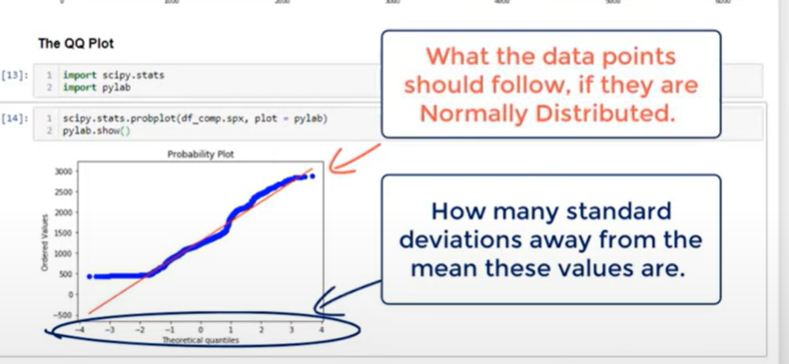 The QQ Plot
What the data points
should follow, if they are
Normally Distributed.
[13]:
1 import scipy.stats
2 import pylab
[14]:
1 scipy.stats.probplot(df_comp.spx, plot = pylab)
2 pylab.show()
Probability Plot
3000
2500
2000
1500
1000
500
0
−500
Ordered Values
−4 −3 −2 −1 0 1 2 3 4
Theoretical quantiles
How many standard
deviations away from the
mean these values are.